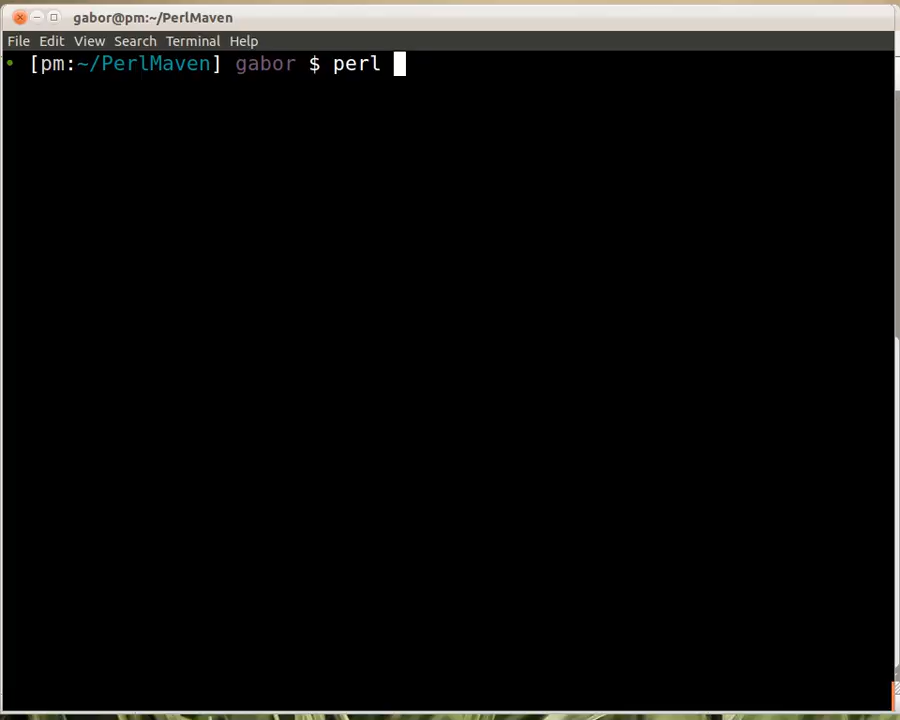 gabor@pm:~/PerlMaven
File Edit View Search Terminal Help
[pm:~/PerlMaven] gabor $ perl